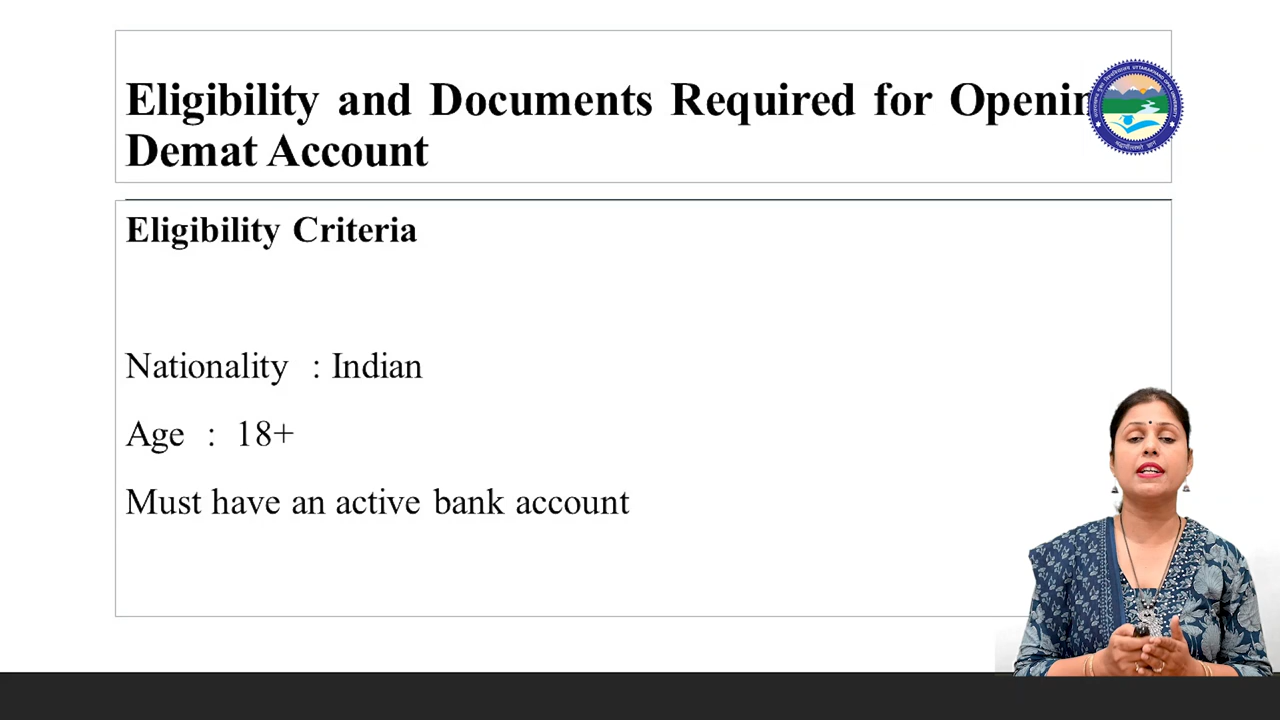 Eligibility and Documents Required for Openin
Demat Account
Eligibility Criteria
Nationality : Indian
Age : 18+
Must have an active bank account